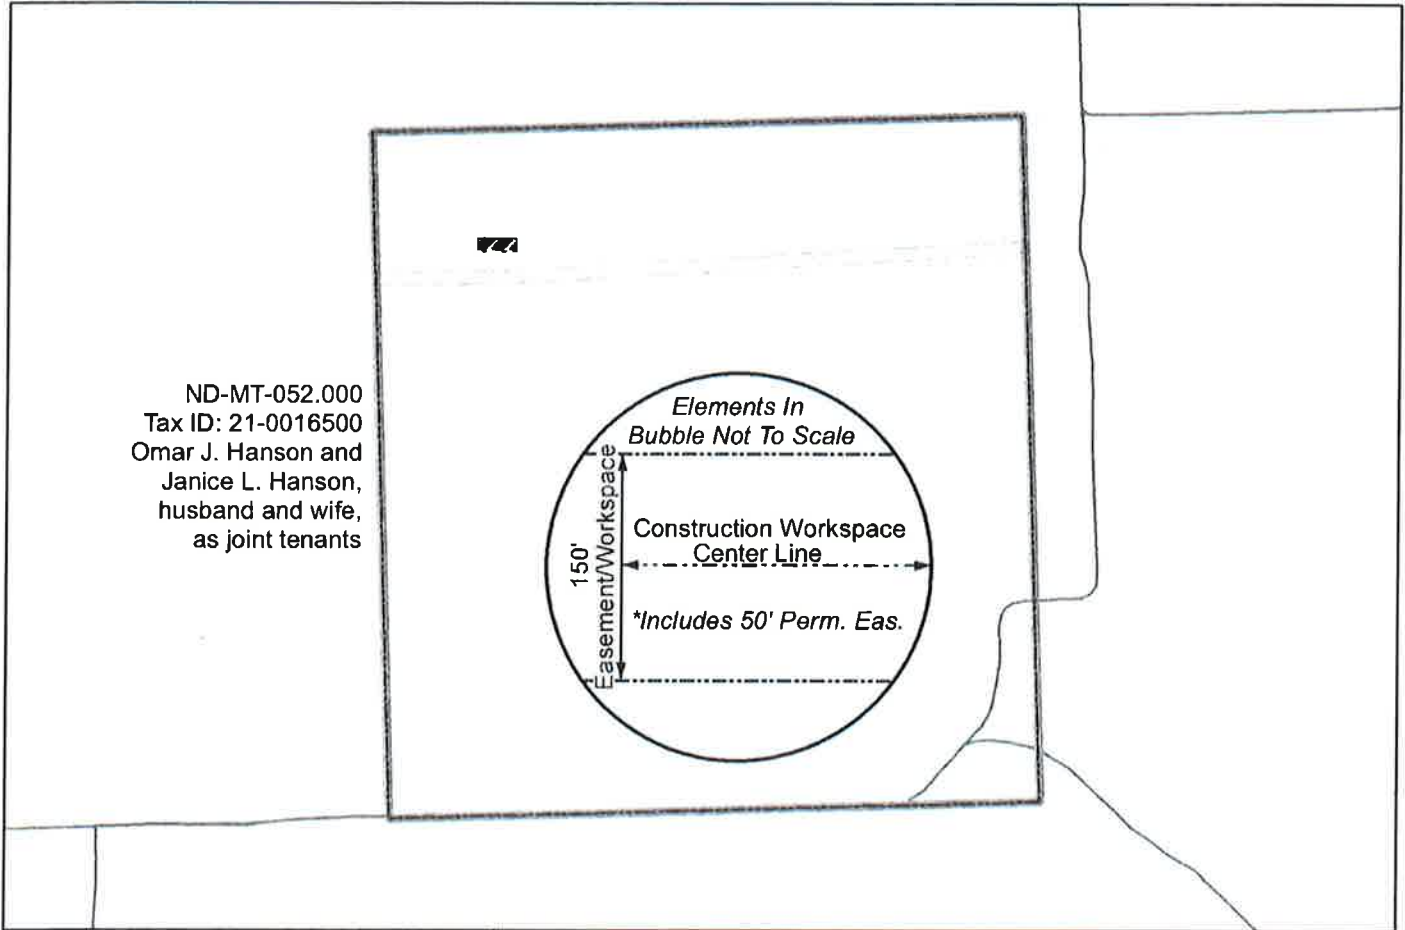 ND-MT-052.000
Tax ID: 21-0016500
Omar J. Hanson and
Janice L. Hanson,
husband and wife,
as joint tenants
Elements In
Bubble Not To Scale
150'
Easement/Workspace
Construction Workspace
Center Line
*Includes 50' Perm. Eas.